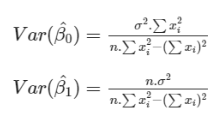 Var(β̂₀) = σ².∑xᵢ² / n.∑xᵢ²−(∑xᵢ)²
Var(β̂₁) = n.σ² / n.∑xᵢ²−(∑xᵢ)²